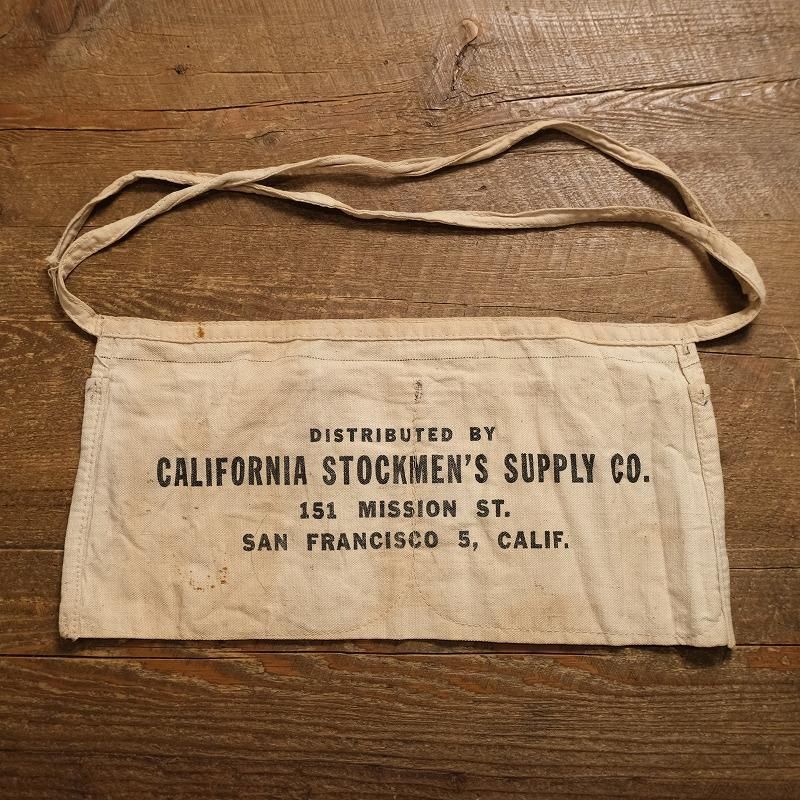 DISTRIBUTED BY
CALIFORNIA STOCKMEN'S SUPPLY CO.
151 MISSION ST.
SAN FRANCISCO 5, CALIF.